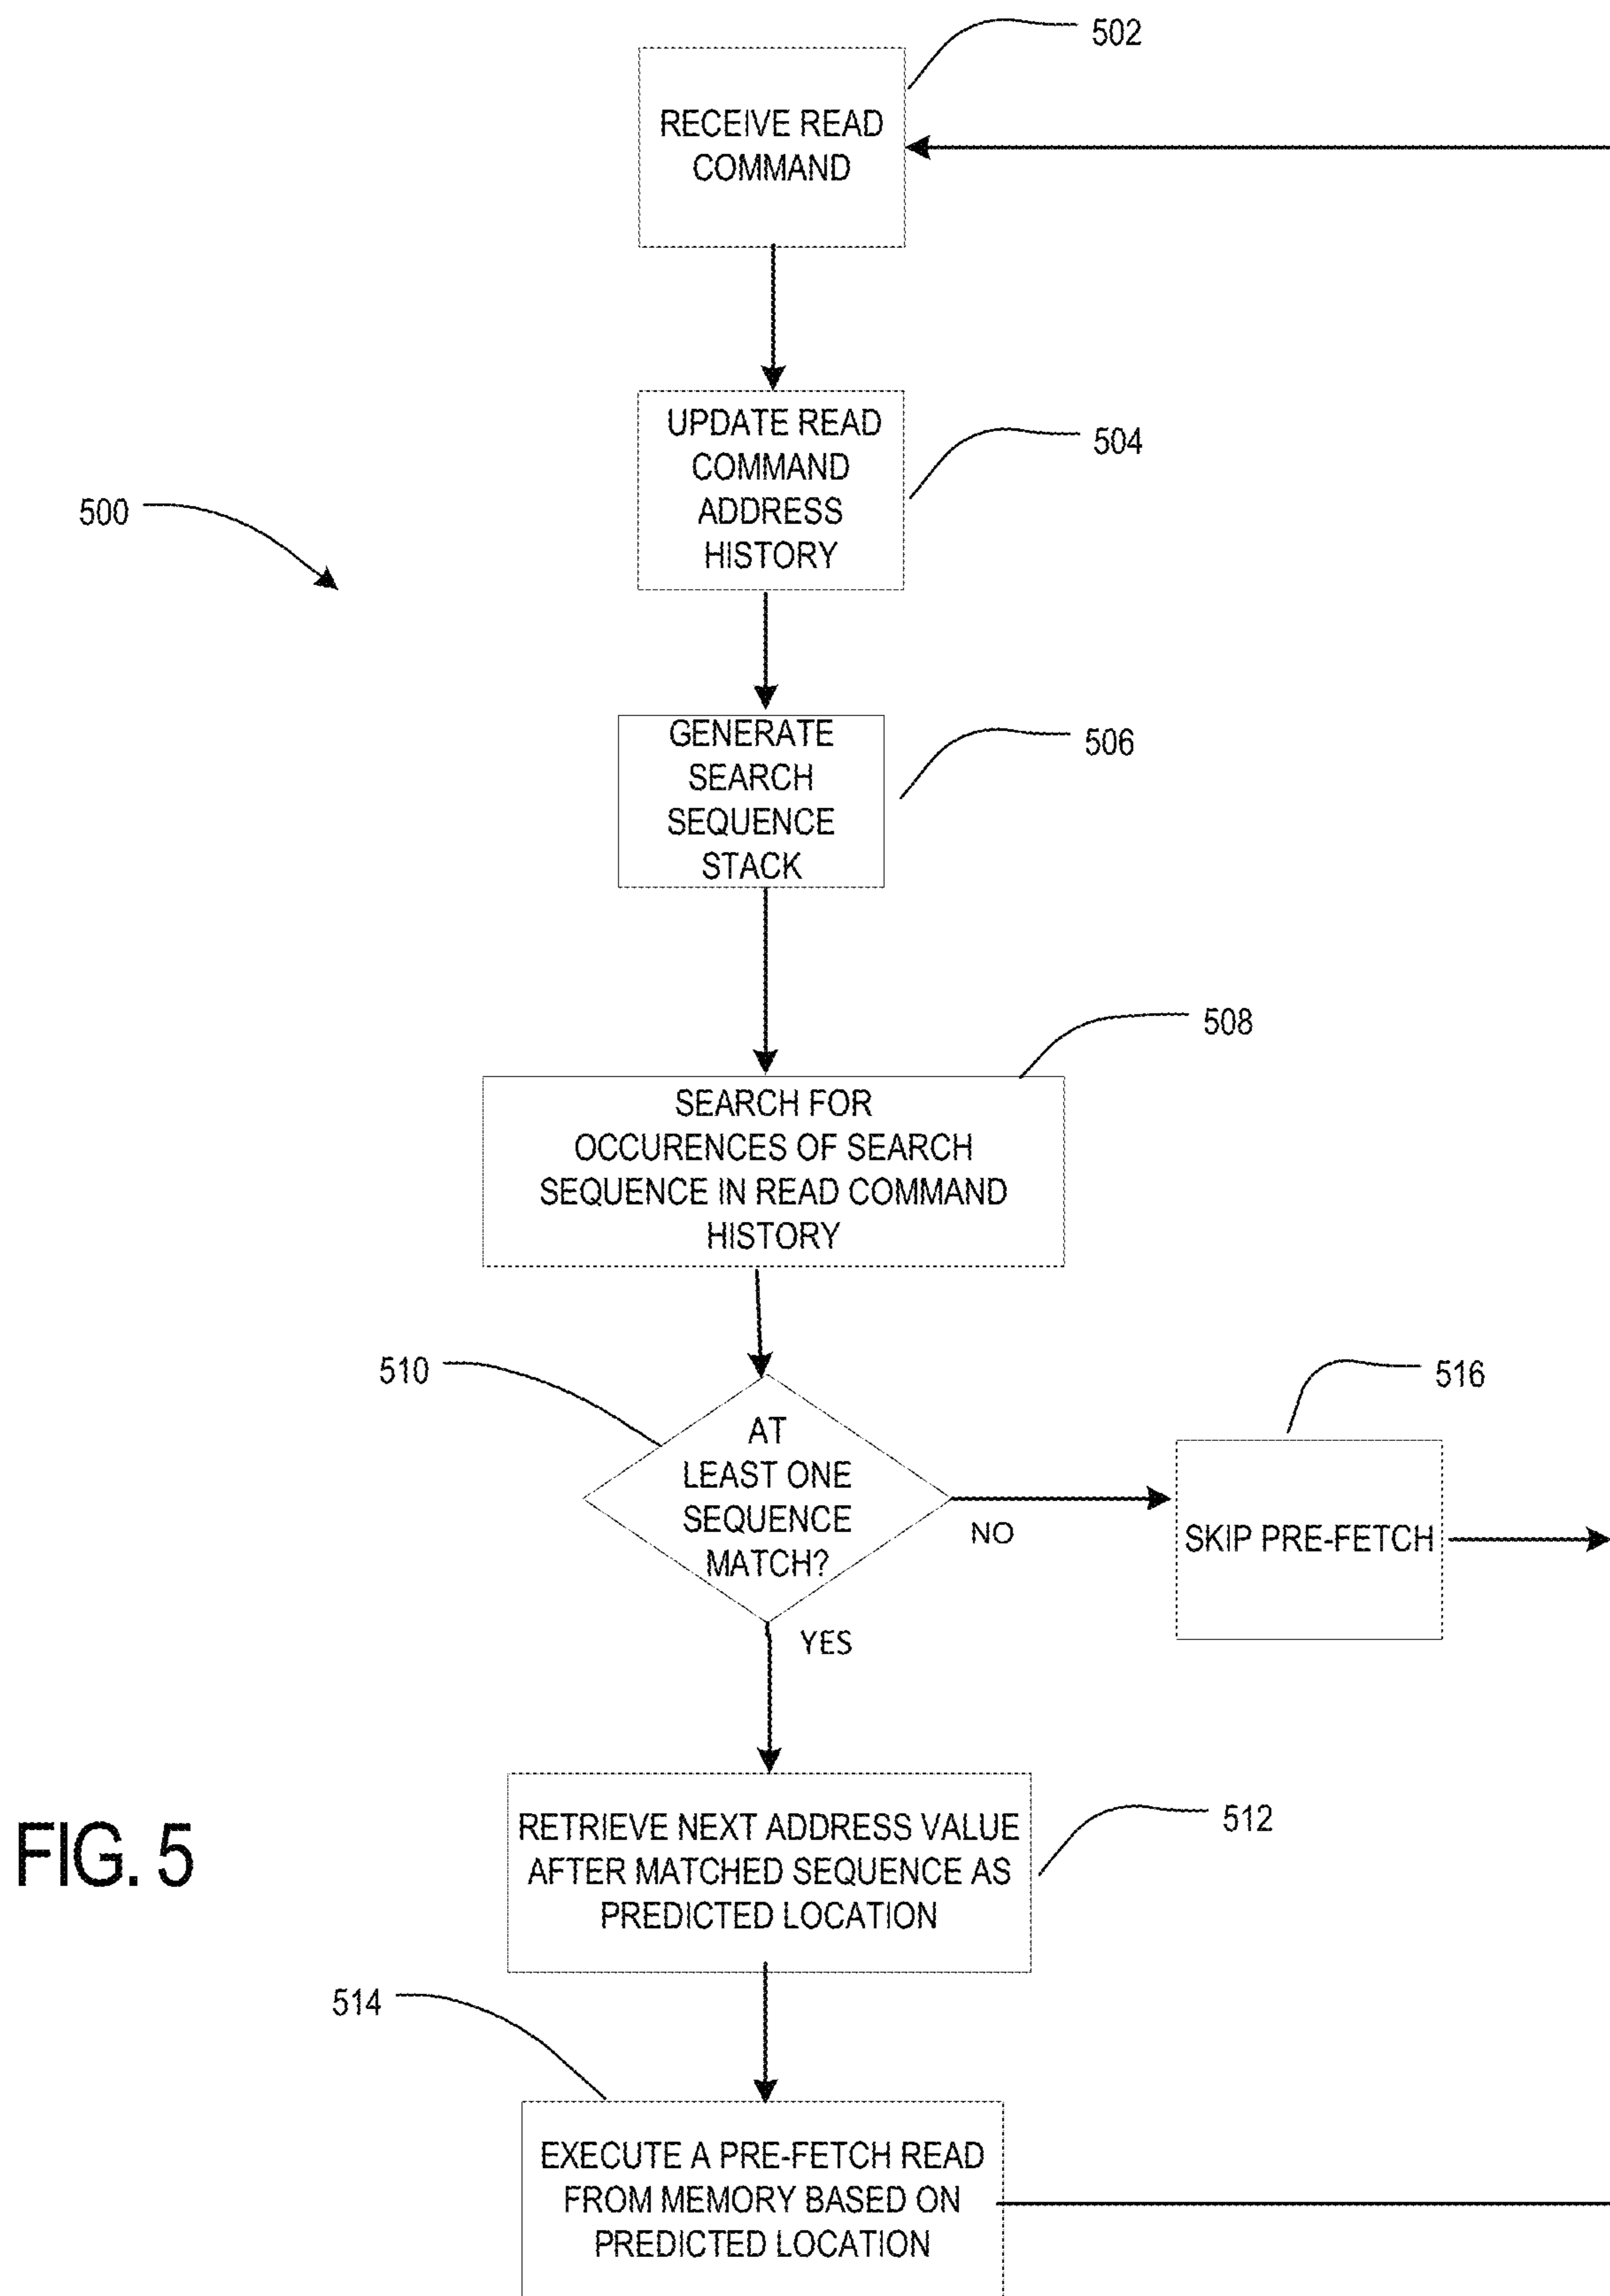 502
RECEIVE READ
COMMAND
UPDATE READ
COMMAND
ADDRESS
HISTORY
504
500
GENERATE
SEARCH
SEQUENCE
STACK
506
508
SEARCH FOR
OCCURENCES OF SEARCH
SEQUENCE IN READ COMMAND
HISTORY
510
AT
LEAST ONE
SEQUENCE
MATCH?
NO
516
SKIP PRE-FETCH
YES
RETRIEVE NEXT ADDRESS VALUE
AFTER MATCHED SEQUENCE AS
PREDICTED LOCATION
512
FIG. 5
514
EXECUTE A PRE-FETCH READ
FROM MEMORY BASED ON
PREDICTED LOCATION